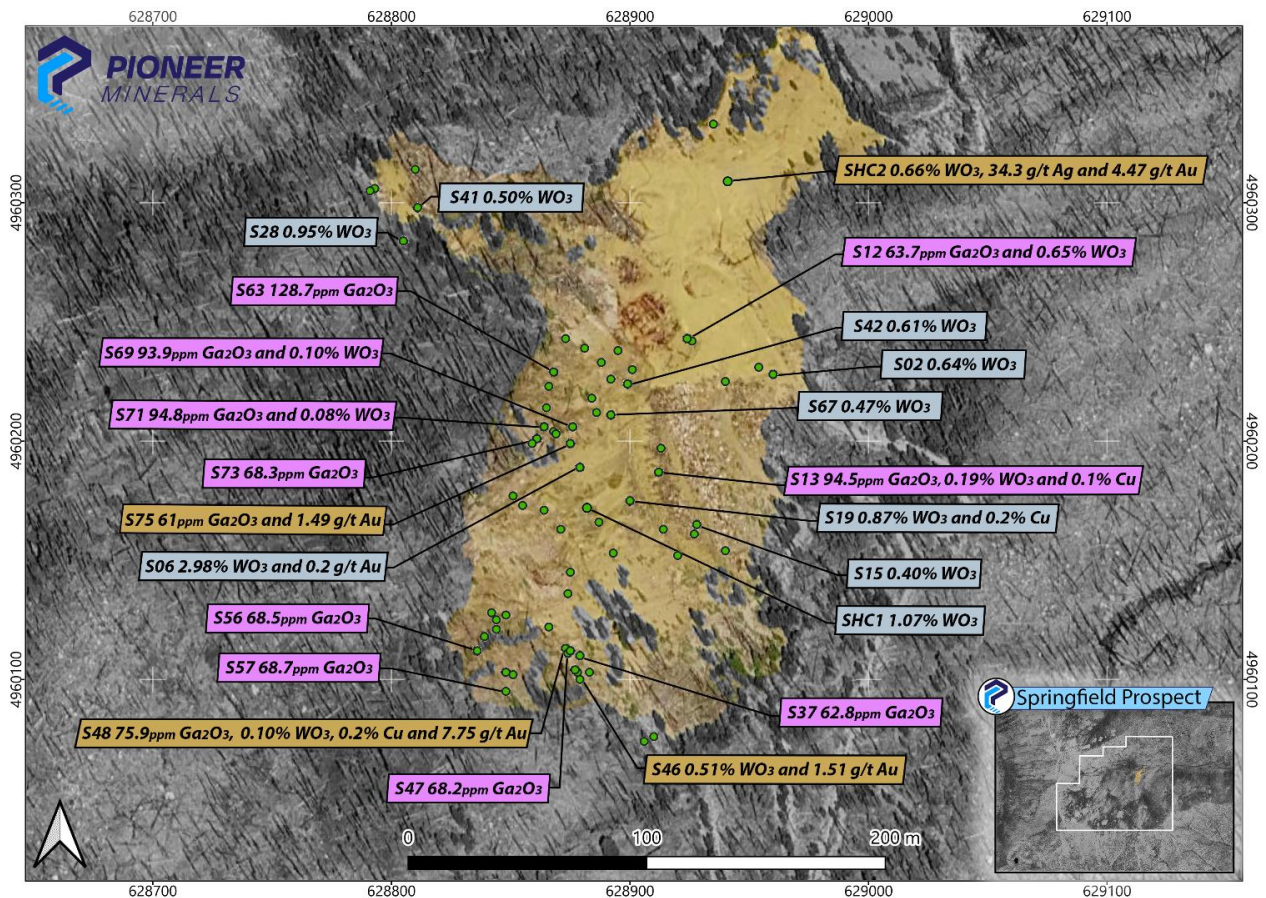 628700
628800
628900
629000
629100
PIONEER
MINERALS
SHC2 0.66% WO3, 34.3 g/t Ag and 4.47 g/t Au
4960300
4960300
S41 0.50% WO3
S28 0.95% WO3
S12 63.7ppm Ga2O3 and 0.65% WO3
S63 128.7ppm Ga2O3
S42 0.61% WO3
S69 93.9ppm Ga2O3 and 0.10% WO3
S02 0.64% WO3
S71 94.8ppm Ga2O3 and 0.08% WO3
S67 0.47% WO3
4960200
4960200
S73 68.3ppm Ga2O3
S13 94.5ppm Ga2O3, 0.19% WO3 and 0.1% Cu
S75 61ppm Ga2O3 and 1.49 g/t Au
S19 0.87% WO3 and 0.2% Cu
S06 2.98% WO3 and 0.2 g/t Au
S15 0.40% WO3
S56 68.5ppm Ga2O3
SHC1 1.07% WO3
S57 68.7ppm Ga2O3
4960100
4960100
Springfield Prospect
S37 62.8ppm Ga2O3
S48 75.9ppm Ga2O3, 0.10% WO3, 0.2% Cu and 7.75 g/t Au
S46 0.51% WO3 and 1.51 g/t Au
S47 68.2ppm Ga2O3
0
100
200 m
628700
628800
628900
629000
629100